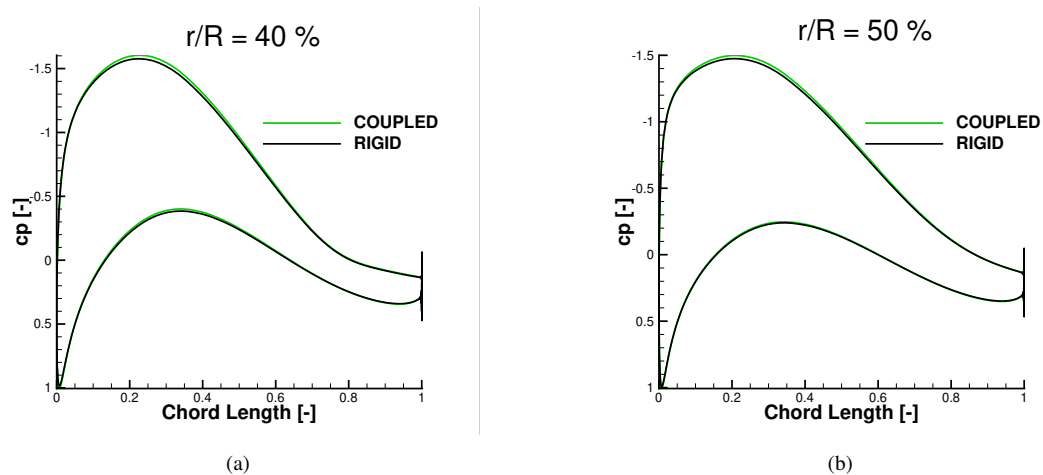 r/R = 40 %
-1.5
-1
-0.5
0
0.5
1
cp [-]
COUPLED
RIGID
0
0.2
0.4
0.6
0.8
1
Chord Length [-]
(a)
r/R = 50 %
-1.5
-1
-0.5
0
0.5
1
cp [-]
COUPLED
RIGID
0
0.2
0.4
0.6
0.8
1
Chord Length [-]
(b)